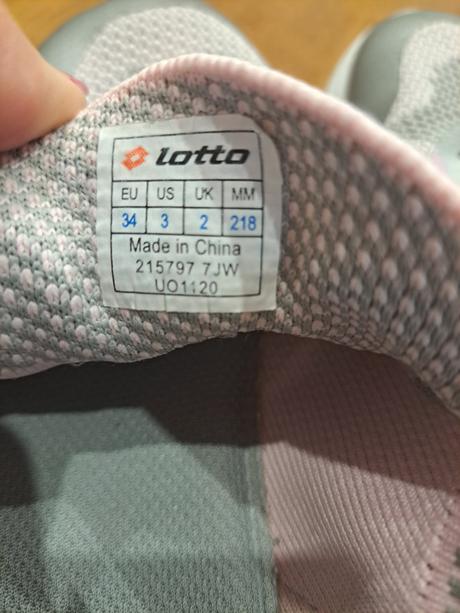 lotto
EU US UK MM
34 3 2 218
Made in China
215797 7JW
UO1120